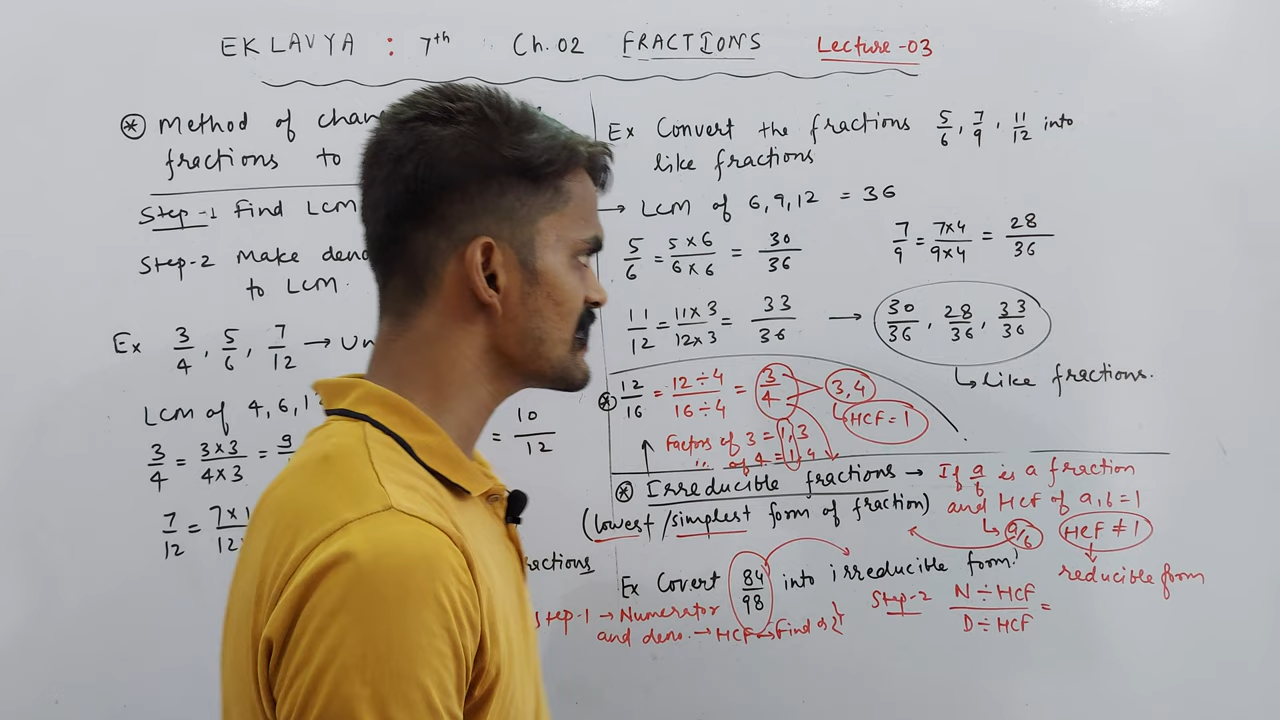 EKLAVYA : 7th Ch. 02 FRACTIONS Lecture-03
* Method of chan
fractions to
Step-1 Find LCM
Step-2 Make deno
to LCM.
Ex 3/4, 5/6, 7/12 → Un
LCM of 4, 6, 1
3/4 = 3×3/4×3 = 9
= 10/12
7/12 = 7×1/12
ractions
Ex Convert the fractions 5/6, 7/9, 11/12 into
like fractions
→ LCM of 6, 9, 12 = 36
5/6 = 5×6/6×6 = 30/36 7/9 = 7×4/9×4 = 28/36
11/12 = 11×3/12×3 = 33/36 → 30/36, 28/36, 33/36
↳ Like fractions.
* 12/16 = 12÷4/16÷4 = 3/4 3,4
↳ HCF = 1
Factors of 3 = 1, 3
,, of 4 = 1, 4
* Irreducible fractions → If a/b is a fraction
(lowest/simplest form of fraction) and HCF of a, b = 1
↳ a/b HCF ≠ 1
reducible form
Ex Covert 84/98 into irreducible form?
Step-1 → Numerator
and deno. → HCF → Find
Step-2 N ÷ HCF/D ÷ HCF =